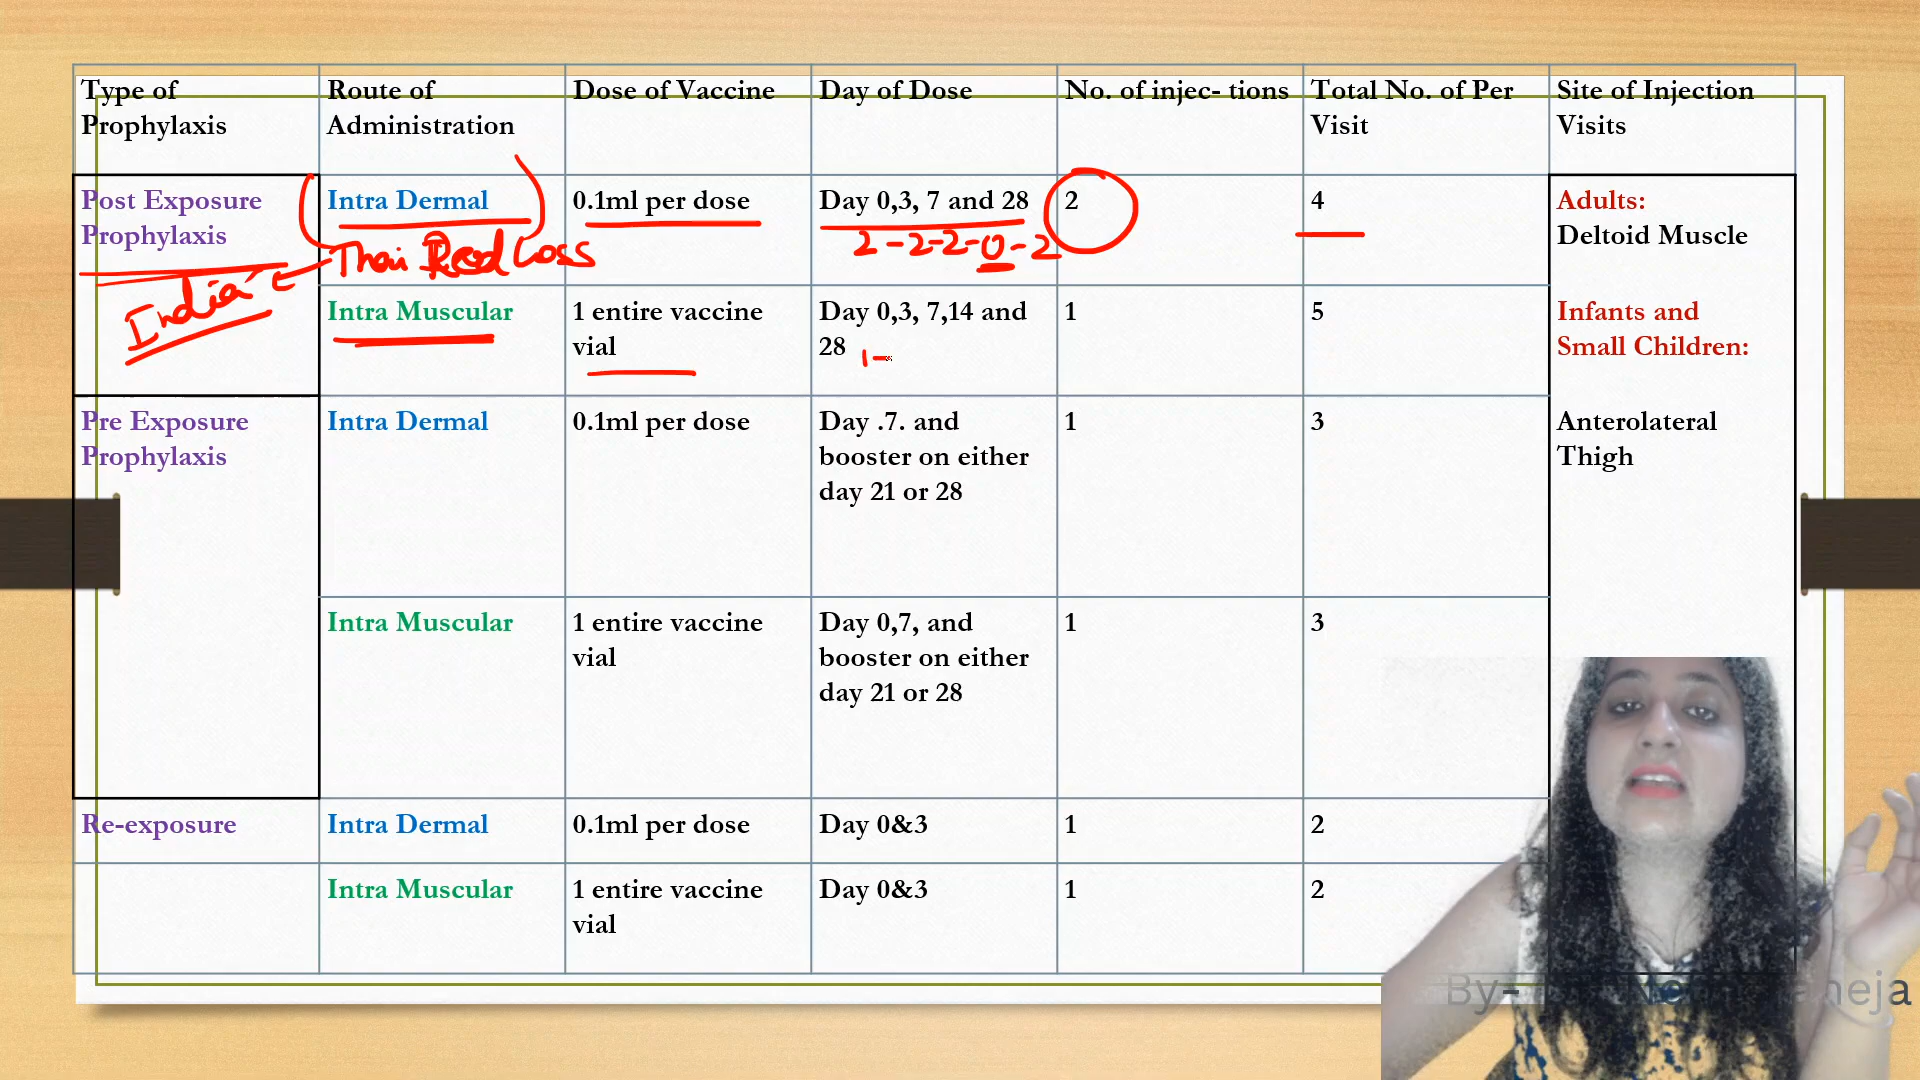 Type of Prophylaxis
Route of Administration
Dose of Vaccine
Day of Dose
No. of injec- tions
Total No. of Per Visit
Site of Injection Visits
Post Exposure Prophylaxis
India
Intra Dermal
Thai Red Coss
0.1ml per dose
Day 0,3, 7 and 28
2-2-2-0-2
2
4
Adults:
Deltoid Muscle
Infants and
Small Children:
Anterolateral
Thigh
Intra Muscular
1 entire vaccine
vial
Day 0,3, 7,14 and
28
1-
1
5
Pre Exposure
Prophylaxis
Intra Dermal
0.1ml per dose
Day .7. and
booster on either
day 21 or 28
1
3
Intra Muscular
1 entire vaccine
vial
Day 0,7, and
booster on either
day 21 or 28
1
3
Re-exposure
Intra Dermal
0.1ml per dose
Day 0&3
1
2
Intra Muscular
1 entire vaccine
vial
Day 0&3
1
2
By-